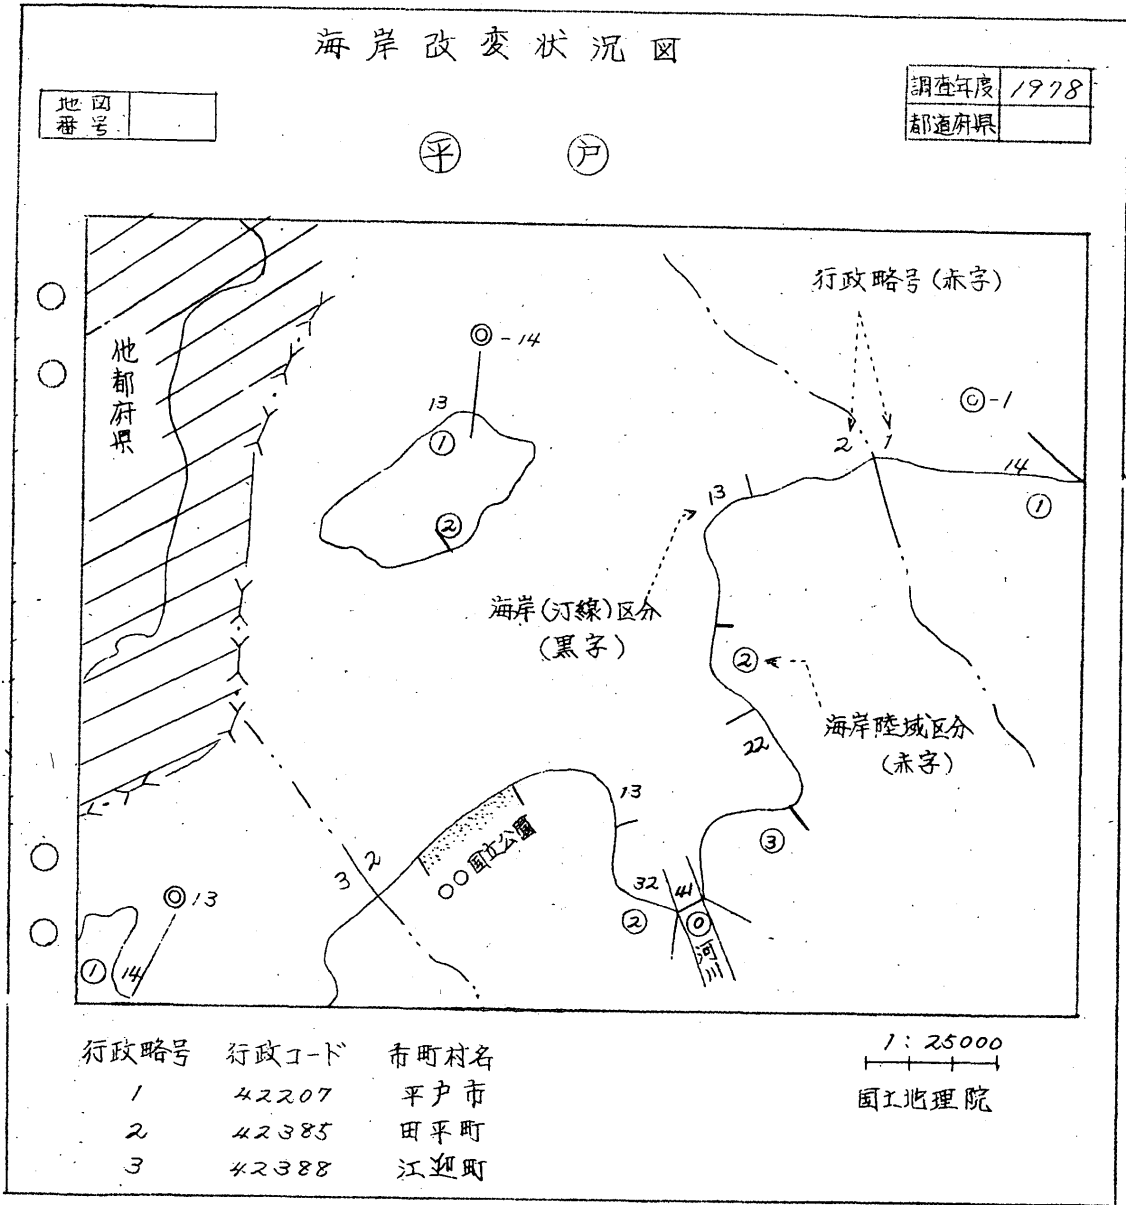 海岸改変状況図
地図
番号
調査年度 1978
都道府県
平 戸
行政略号(赤字)
他都府県
◎-14
◎-1
13
①
2 1
14
①
13
②
海岸(汀線)区分
(黒字)
②
海岸陸域区分
(赤字)
22
13
③
○○国立公園
3 2
32 41
② ⓪
河川
◎13
① 14
行政略号 行政コード 市町村名
1 42207 平戸市
2 42385 田平町
3 42388 江迎町
1:25000
国土地理院